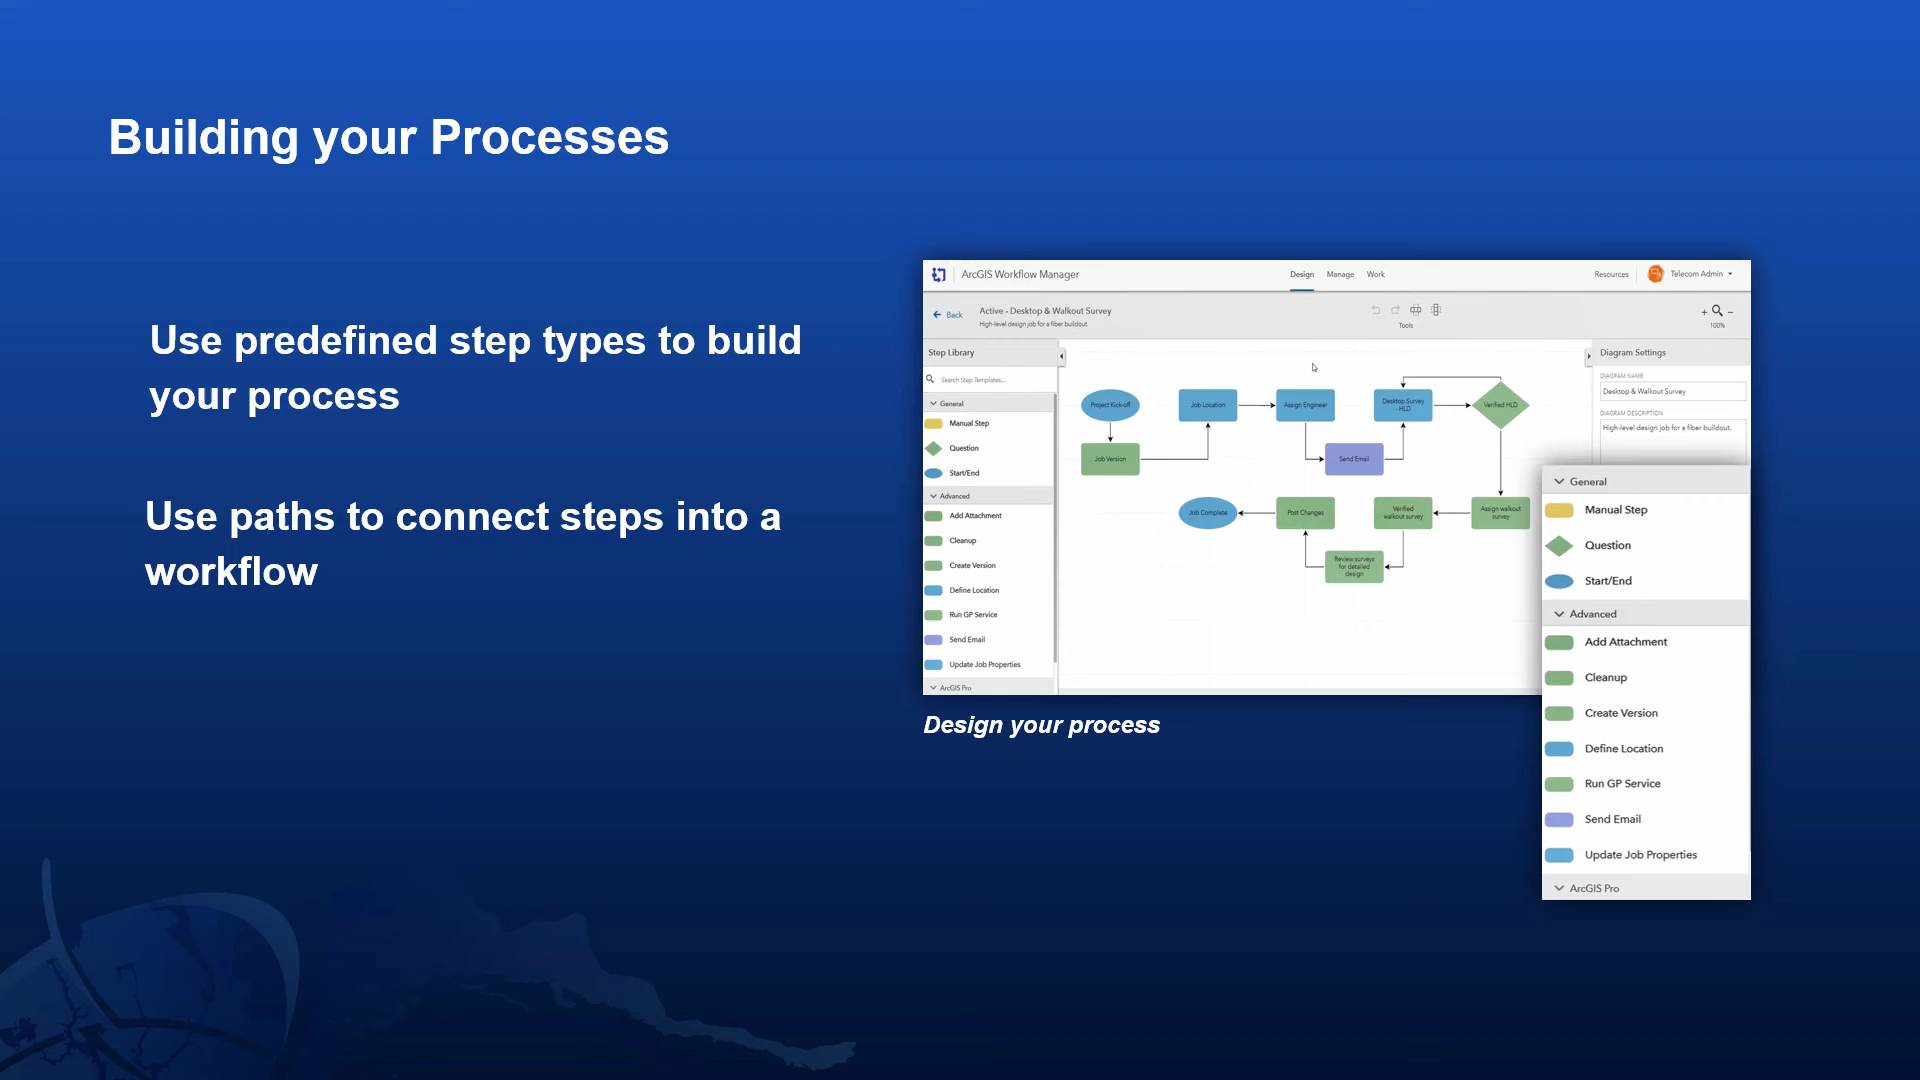 Building your Processes
Use predefined step types to build
your process
Use paths to connect steps into a
workflow
ArcGIS Workflow Manager
Design
Manage
Work
Resources
Telecom Admin
Back
Active - Desktop & Walkout Survey
High-level design job for a fiber buildout
Tools
100%
Step Library
Search Step Templates...
General
Manual Step
Question
Start/End
Advanced
Add Attachment
Cleanup
Create Version
Define Location
Run GP Service
Send Email
Update Job Properties
ArcGIS Pro
Project Kick-off
Job Location
Assign Engineer
Desktop Survey
- HLD
Verified HLD
Job Version
Send Email
Job Complete
Post Changes
Verified
walkout survey
Assign walkout
survey
Review surveys
for detailed
design
Diagram Settings
DIAGRAM NAME
Desktop & Walkout Survey
DIAGRAM DESCRIPTION
High-level design job for a fiber buildout.
General
Manual Step
Question
Start/End
Advanced
Add Attachment
Cleanup
Create Version
Define Location
Run GP Service
Send Email
Update Job Properties
ArcGIS Pro
Design your process